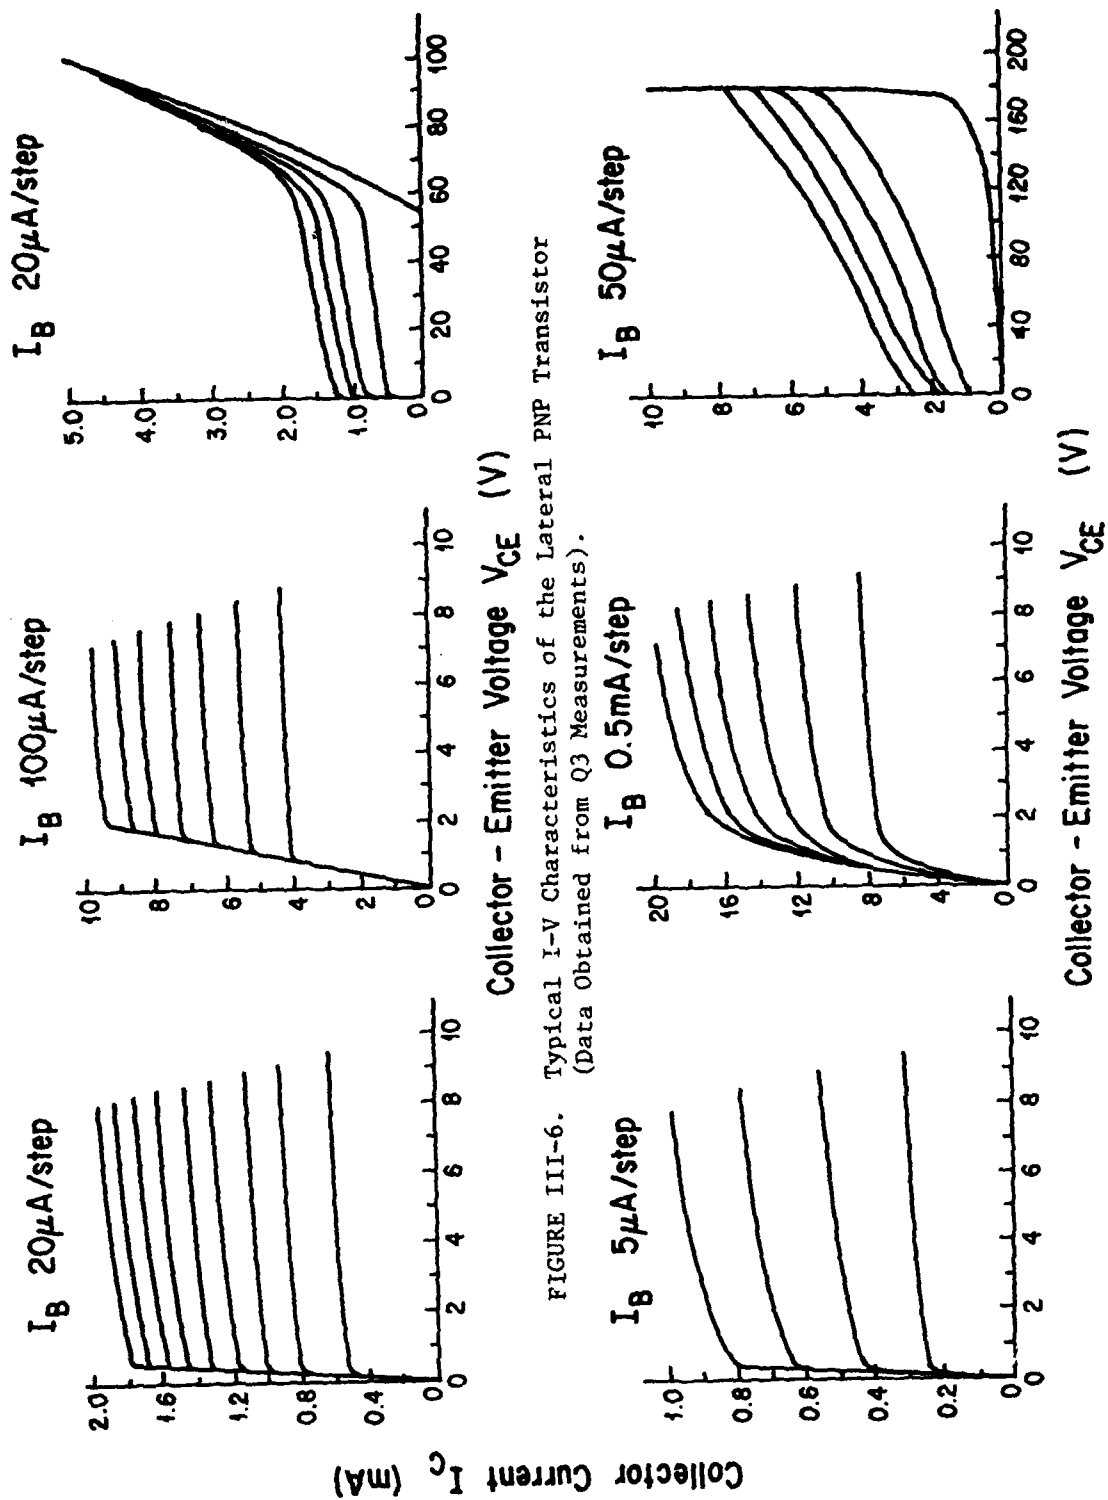 Collector Current I_C (mA)
I_B 20µA/step
2.0
1.6
1.2
0.8
0.4
0 2 4 6 8 10
I_B 100µA/step
10
8
6
4
2
0
0 2 4 6 8 10
I_B 20µA/step
5.0
4.0
3.0
2.0
1.0
0
0 20 40 60 80 100
Collector - Emitter Voltage V_CE (V)
FIGURE III-6. Typical I-V Characteristics of the Lateral PNP Transistor
(Data Obtained from Q3 Measurements).
I_B 5µA/step
1.0
0.8
0.6
0.4
0.2
0
0 2 4 6 8 10
I_B 0.5mA/step
20
16
12
8
4
0 2 4 6 8 10
I_B 50µA/step
10
8
6
4
2
0
0 40 80 120 160 200
Collector - Emitter Voltage V_CE (V)